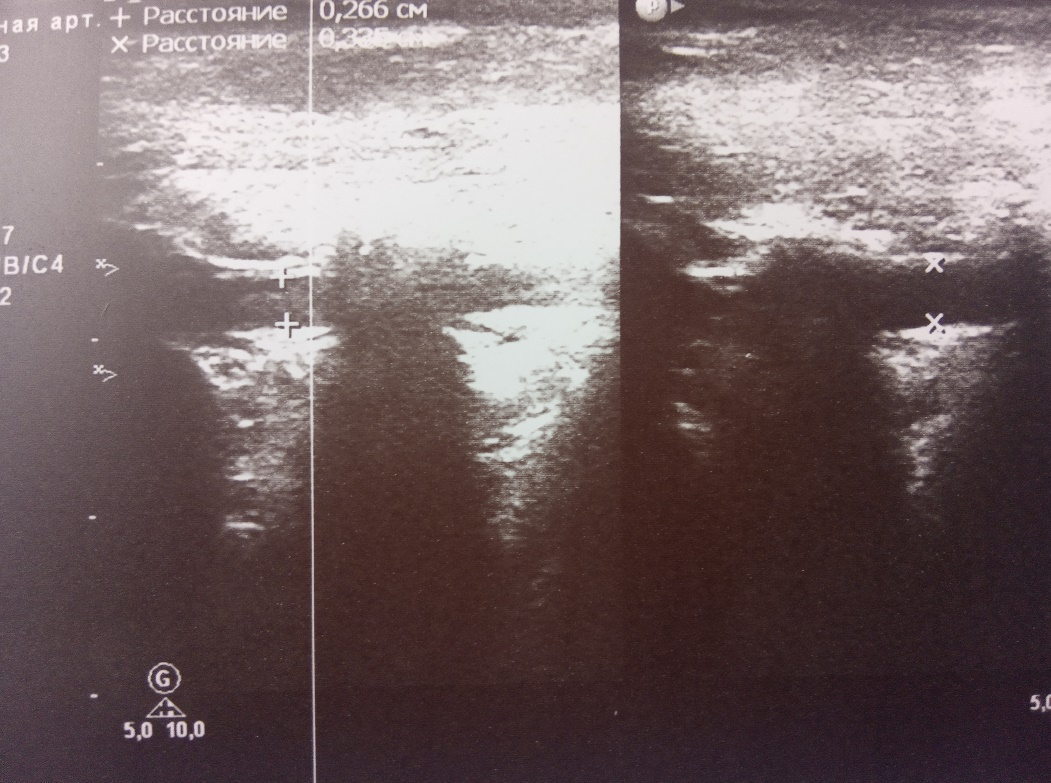 ная арт. + Расстояние 0,266 см
3 × Расстояние
7
B/C4
2
P
G
5,0 10,0
5,0